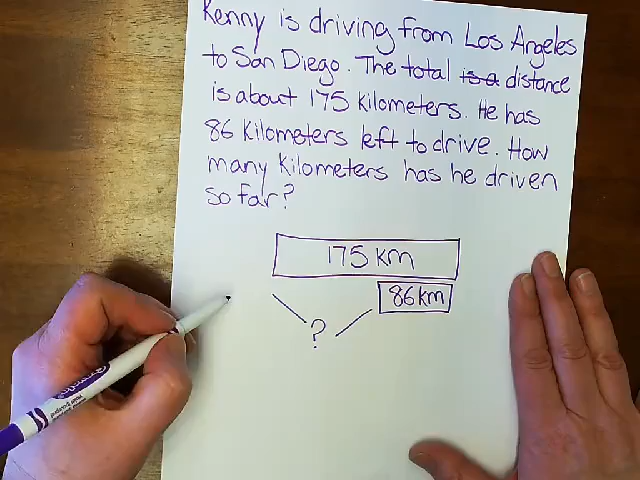 Kenny is driving from Los Angeles
to San Diego. The total is a distance
is about 175 kilometers. He has
86 kilometers left to drive. How
many kilometers has he driven
so far?
175 km
86 km
?
Crayola